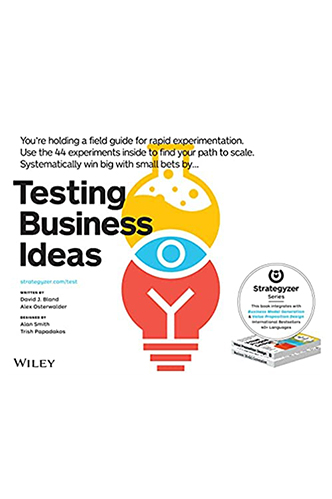 You're holding a field guide for rapid experimentation.
Use the 44 experiments inside to find your path to scale.
Systematically win big with small bets by...
Testing
Business
Ideas
strategyzer.com/test
WRITTEN BY
David J. Bland
Alex Osterwalder
DESIGNED BY
Alan Smith
Trish Papadakos
WILEY
Strategyzer
Series
This book integrates with
Business Model Generation
& Value Proposition Design
International Bestsellers
40+ Languages